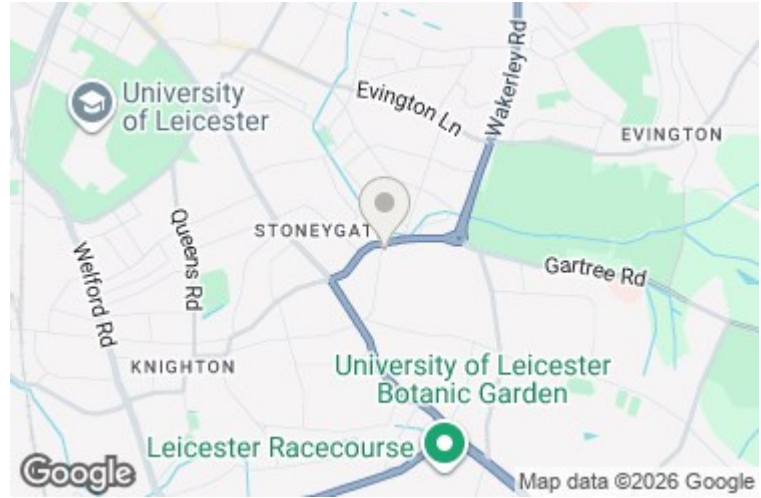 University
of Leicester
Evington Ln
Wakerley Rd
EVINGTON
Queens Rd
STONEYGAT
Welford Rd
Gartree Rd
KNIGHTON
University of Leicester
Botanic Garden
Leicester Racecourse
Google
Map data ©2026 Google